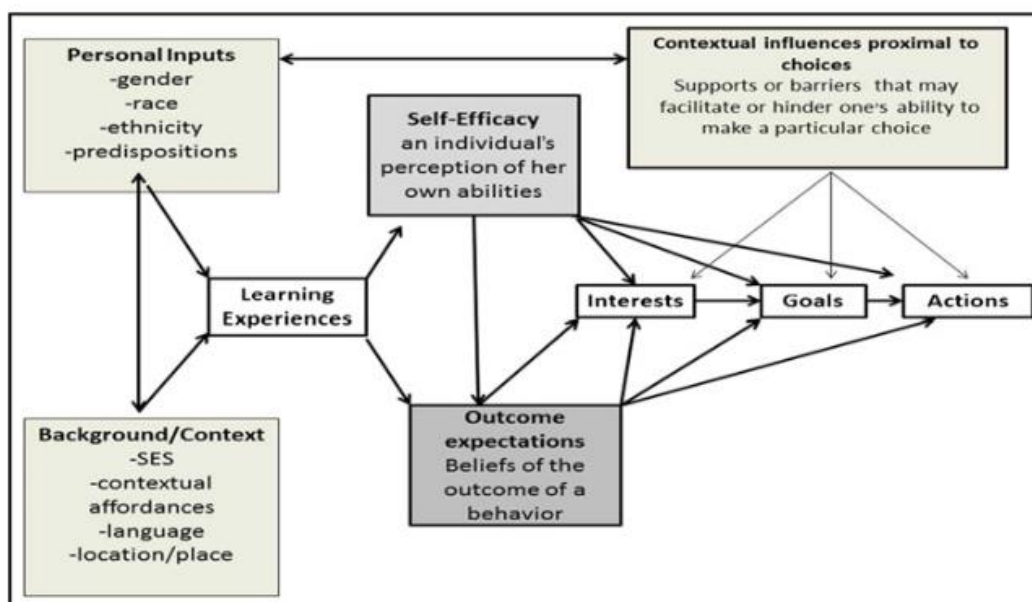 Personal Inputs
-gender
-race
-ethnicity
-predispositions
Contextual influences proximal to
choices
Supports or barriers that may
facilitate or hinder one's ability to
make a particular choice
Self-Efficacy
an individual's
perception of her
own abilities
Learning
Experiences
Interests
Goals
Actions
Background/Context
-SES
-contextual
affordances
-language
-location/place
Outcome
expectations
Beliefs of the
outcome of a
behavior